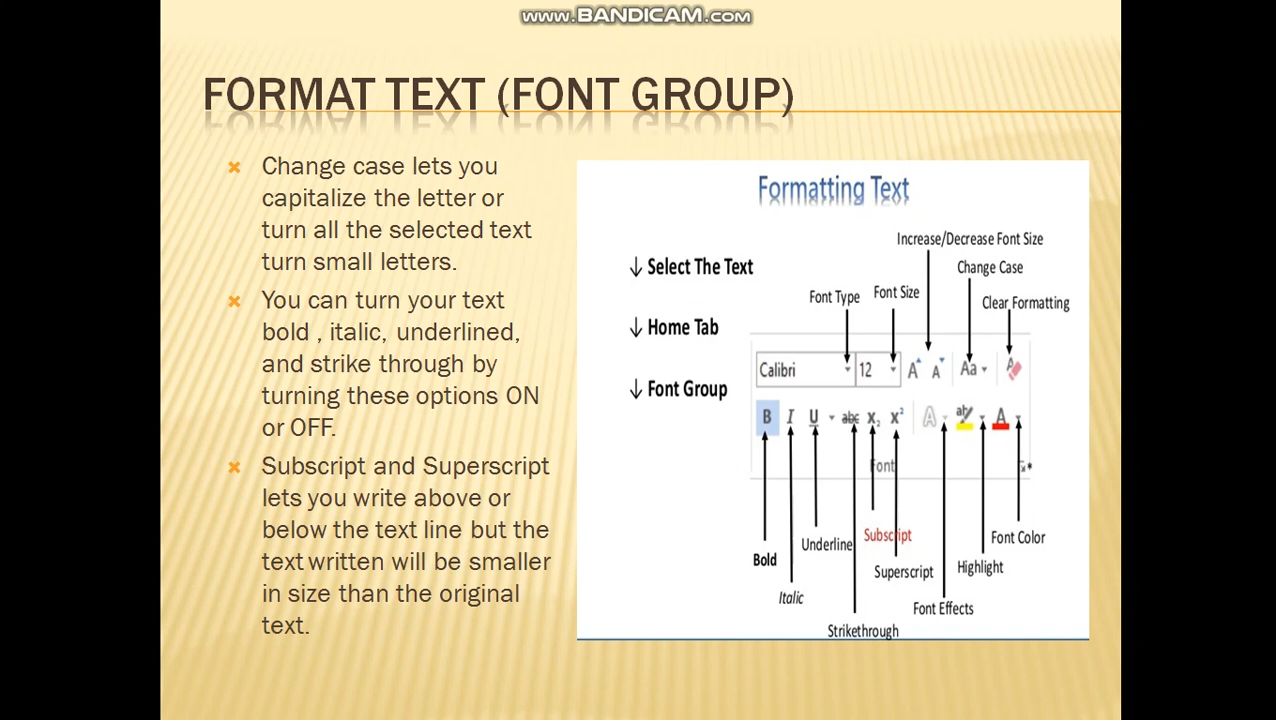 www.BANDICAM.com
FORMAT TEXT (FONT GROUP)
Change case lets you
capitalize the letter or
turn all the selected text
turn small letters.
You can turn your text
bold , italic, underlined,
and strike through by
turning these options ON
or OFF.
Subscript and Superscript
lets you write above or
below the text line but the
text written will be smaller
in size than the original
text.
Formatting Text
↓ Select The Text
↓ Home Tab
↓ Font Group
Increase/Decrease Font Size
Change Case
Font Type
Font Size
Clear Formatting
Calibri 12 A A Aa A
B I U abc X2 X2 A ab A
Font
Bold
Italic
Underline
Strikethrough
Subscript
Superscript
Font Effects
Highlight
Font Color